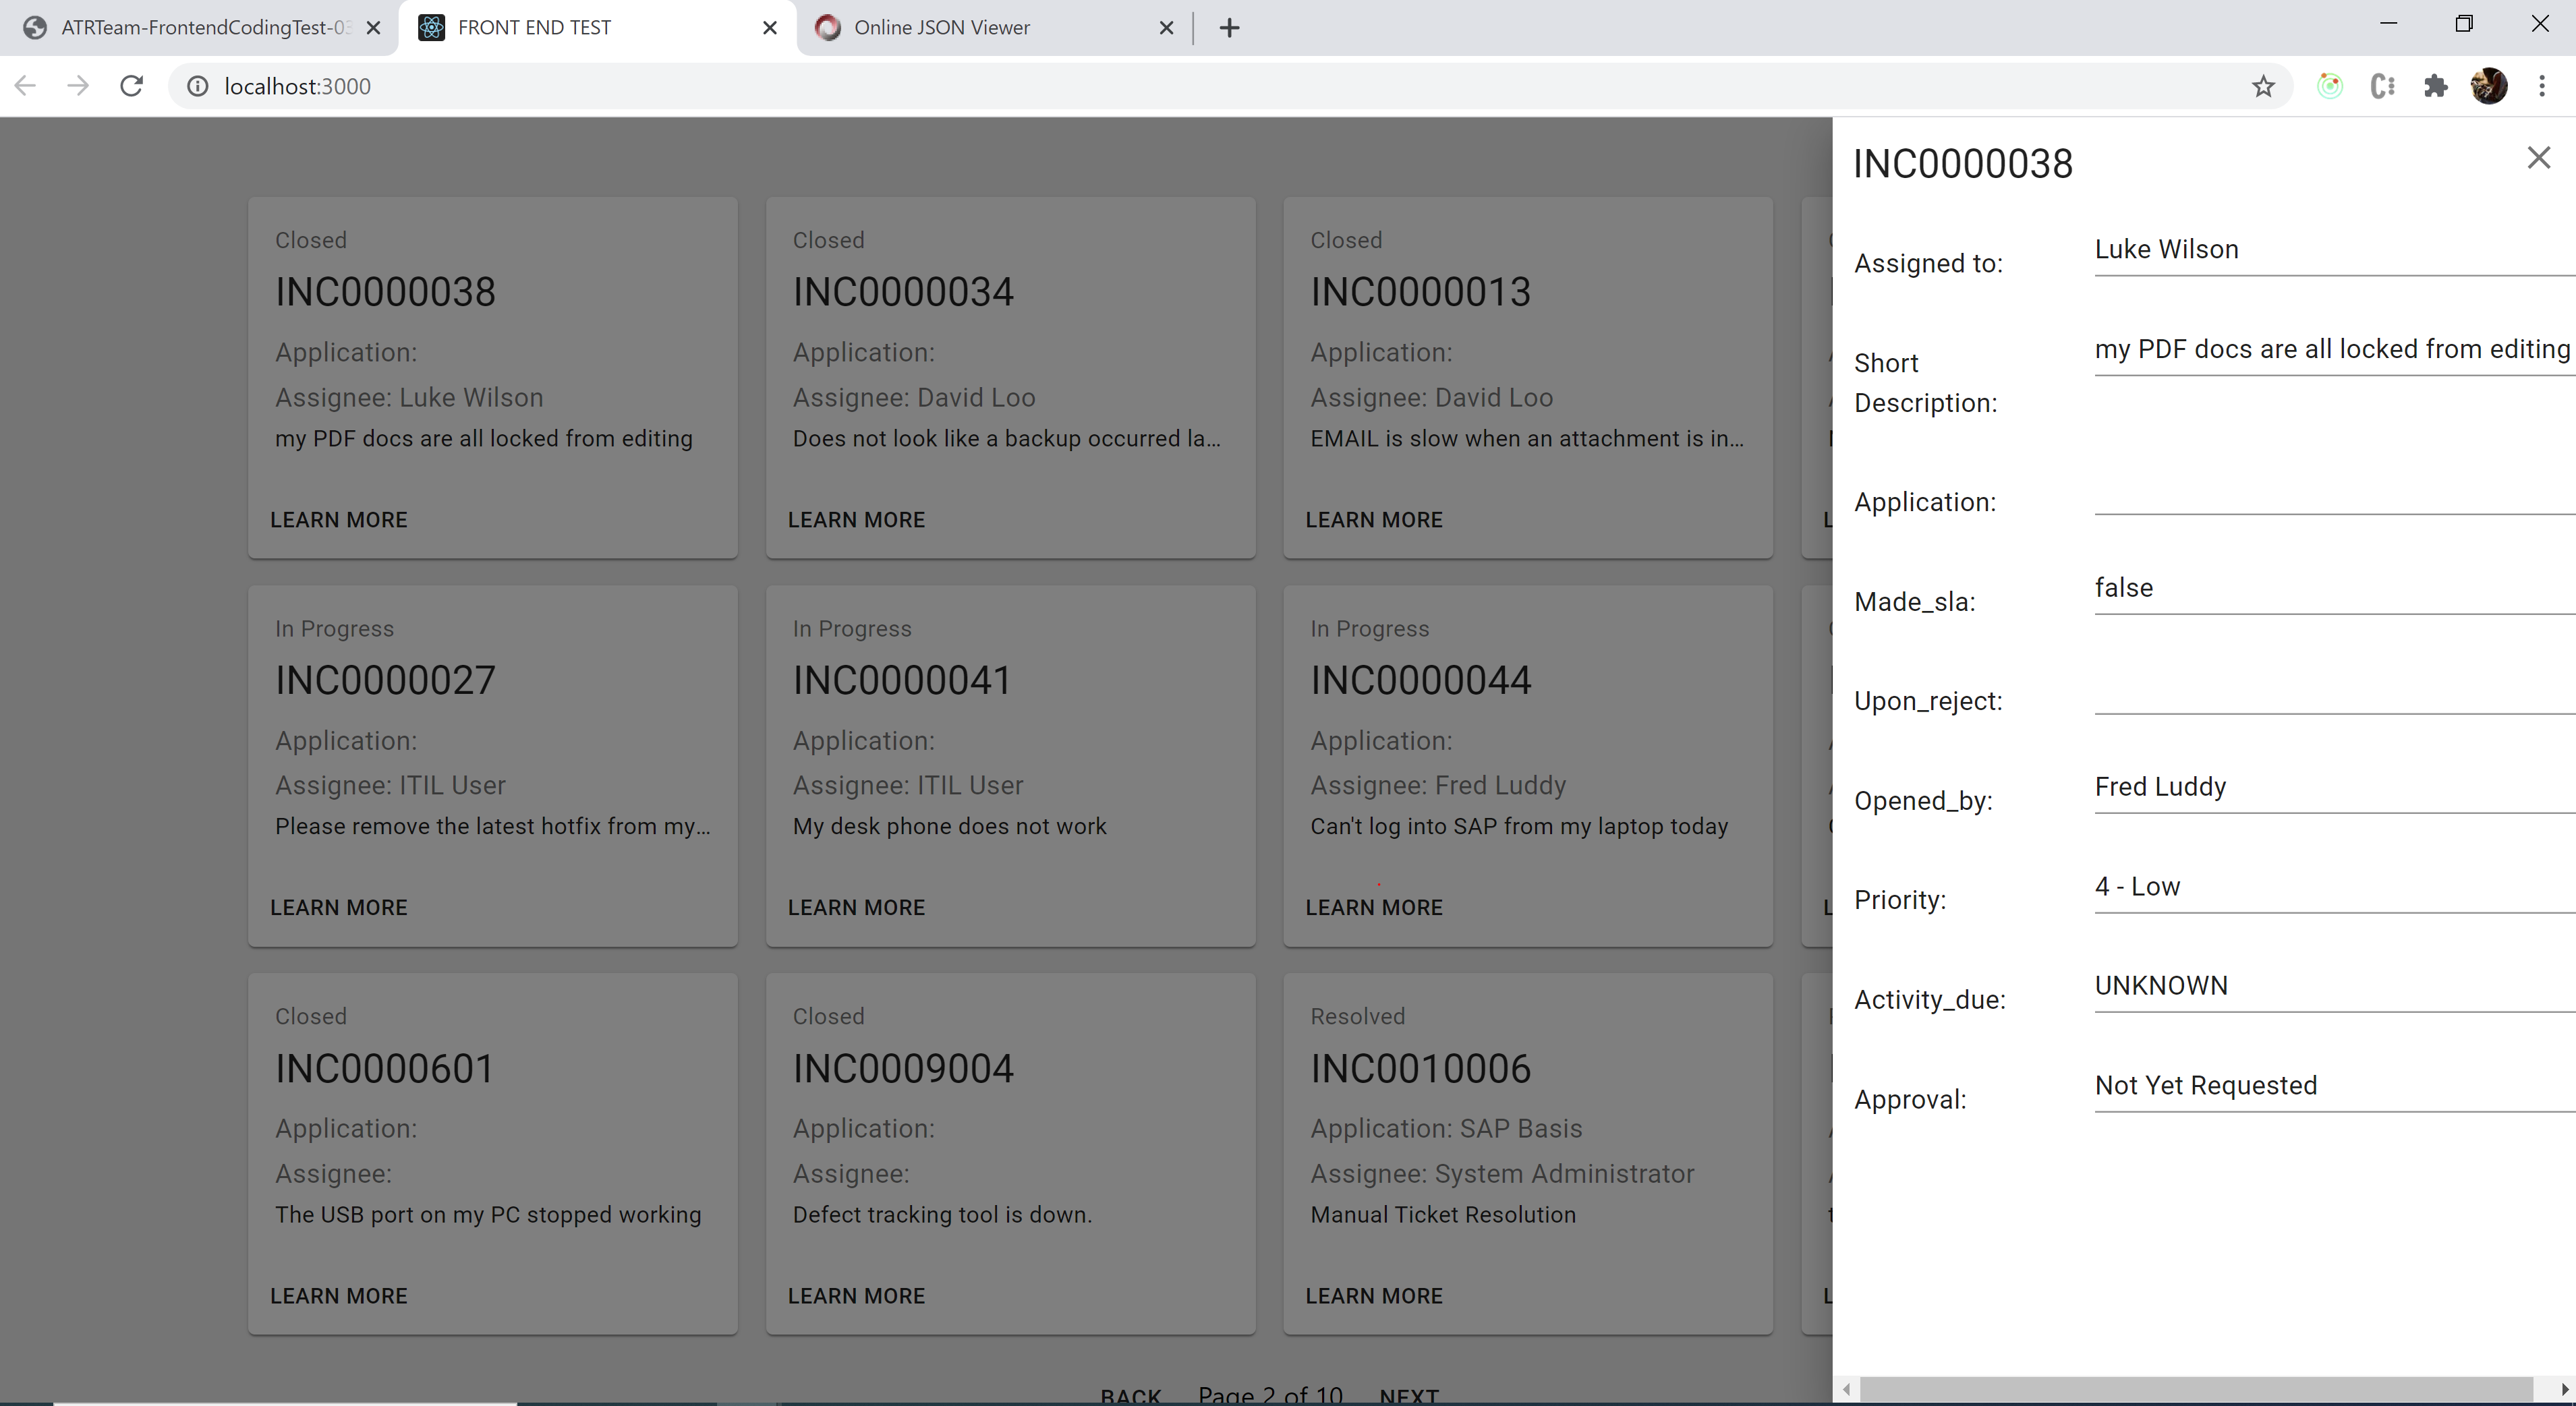 ATRTeam-FrontendCodingTest-03
FRONT END TEST
Online JSON Viewer
localhost:3000
Closed
INC0000038
Application:
Assignee: Luke Wilson
my PDF docs are all locked from editing
LEARN MORE
Closed
INC0000034
Application:
Assignee: David Loo
Does not look like a backup occurred la...
LEARN MORE
Closed
INC0000013
Application:
Assignee: David Loo
EMAIL is slow when an attachment is in...
LEARN MORE
In Progress
INC0000027
Application:
Assignee: ITIL User
Please remove the latest hotfix from my...
LEARN MORE
In Progress
INC0000041
Application:
Assignee: ITIL User
My desk phone does not work
LEARN MORE
In Progress
INC0000044
Application:
Assignee: Fred Luddy
Can't log into SAP from my laptop today
LEARN MORE
Closed
INC0000601
Application:
Assignee:
The USB port on my PC stopped working
LEARN MORE
Closed
INC0009004
Application:
Assignee:
Defect tracking tool is down.
LEARN MORE
Resolved
INC0010006
Application: SAP Basis
Assignee: System Administrator
Manual Ticket Resolution
LEARN MORE
BACK Page 2 of 10 NEXT
INC0000038
Assigned to: Luke Wilson
Short Description: my PDF docs are all locked from editing
Application:
Made_sla: false
Upon_reject:
Opened_by: Fred Luddy
Priority: 4 - Low
Activity_due: UNKNOWN
Approval: Not Yet Requested